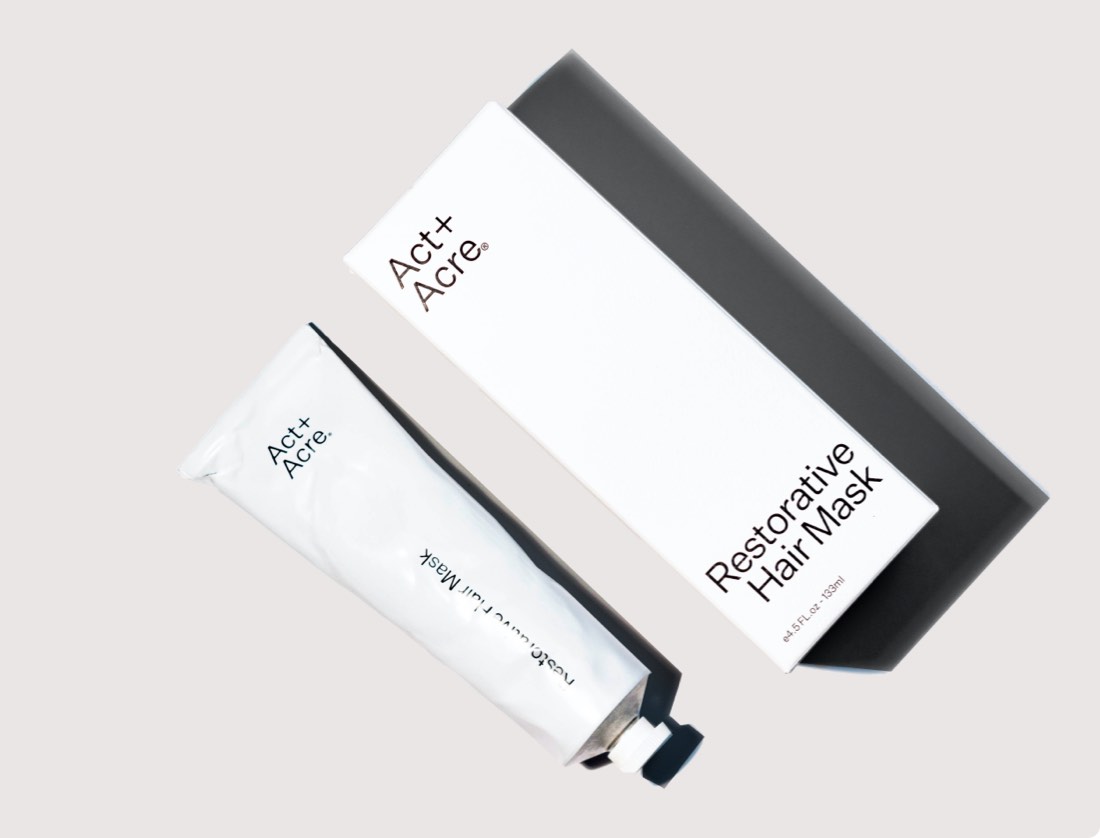 Act+
Acre®
Restorative
Hair Mask
e4.5 FL.oz - 133ml
Act+
Acre®
Restorative Hair Mask